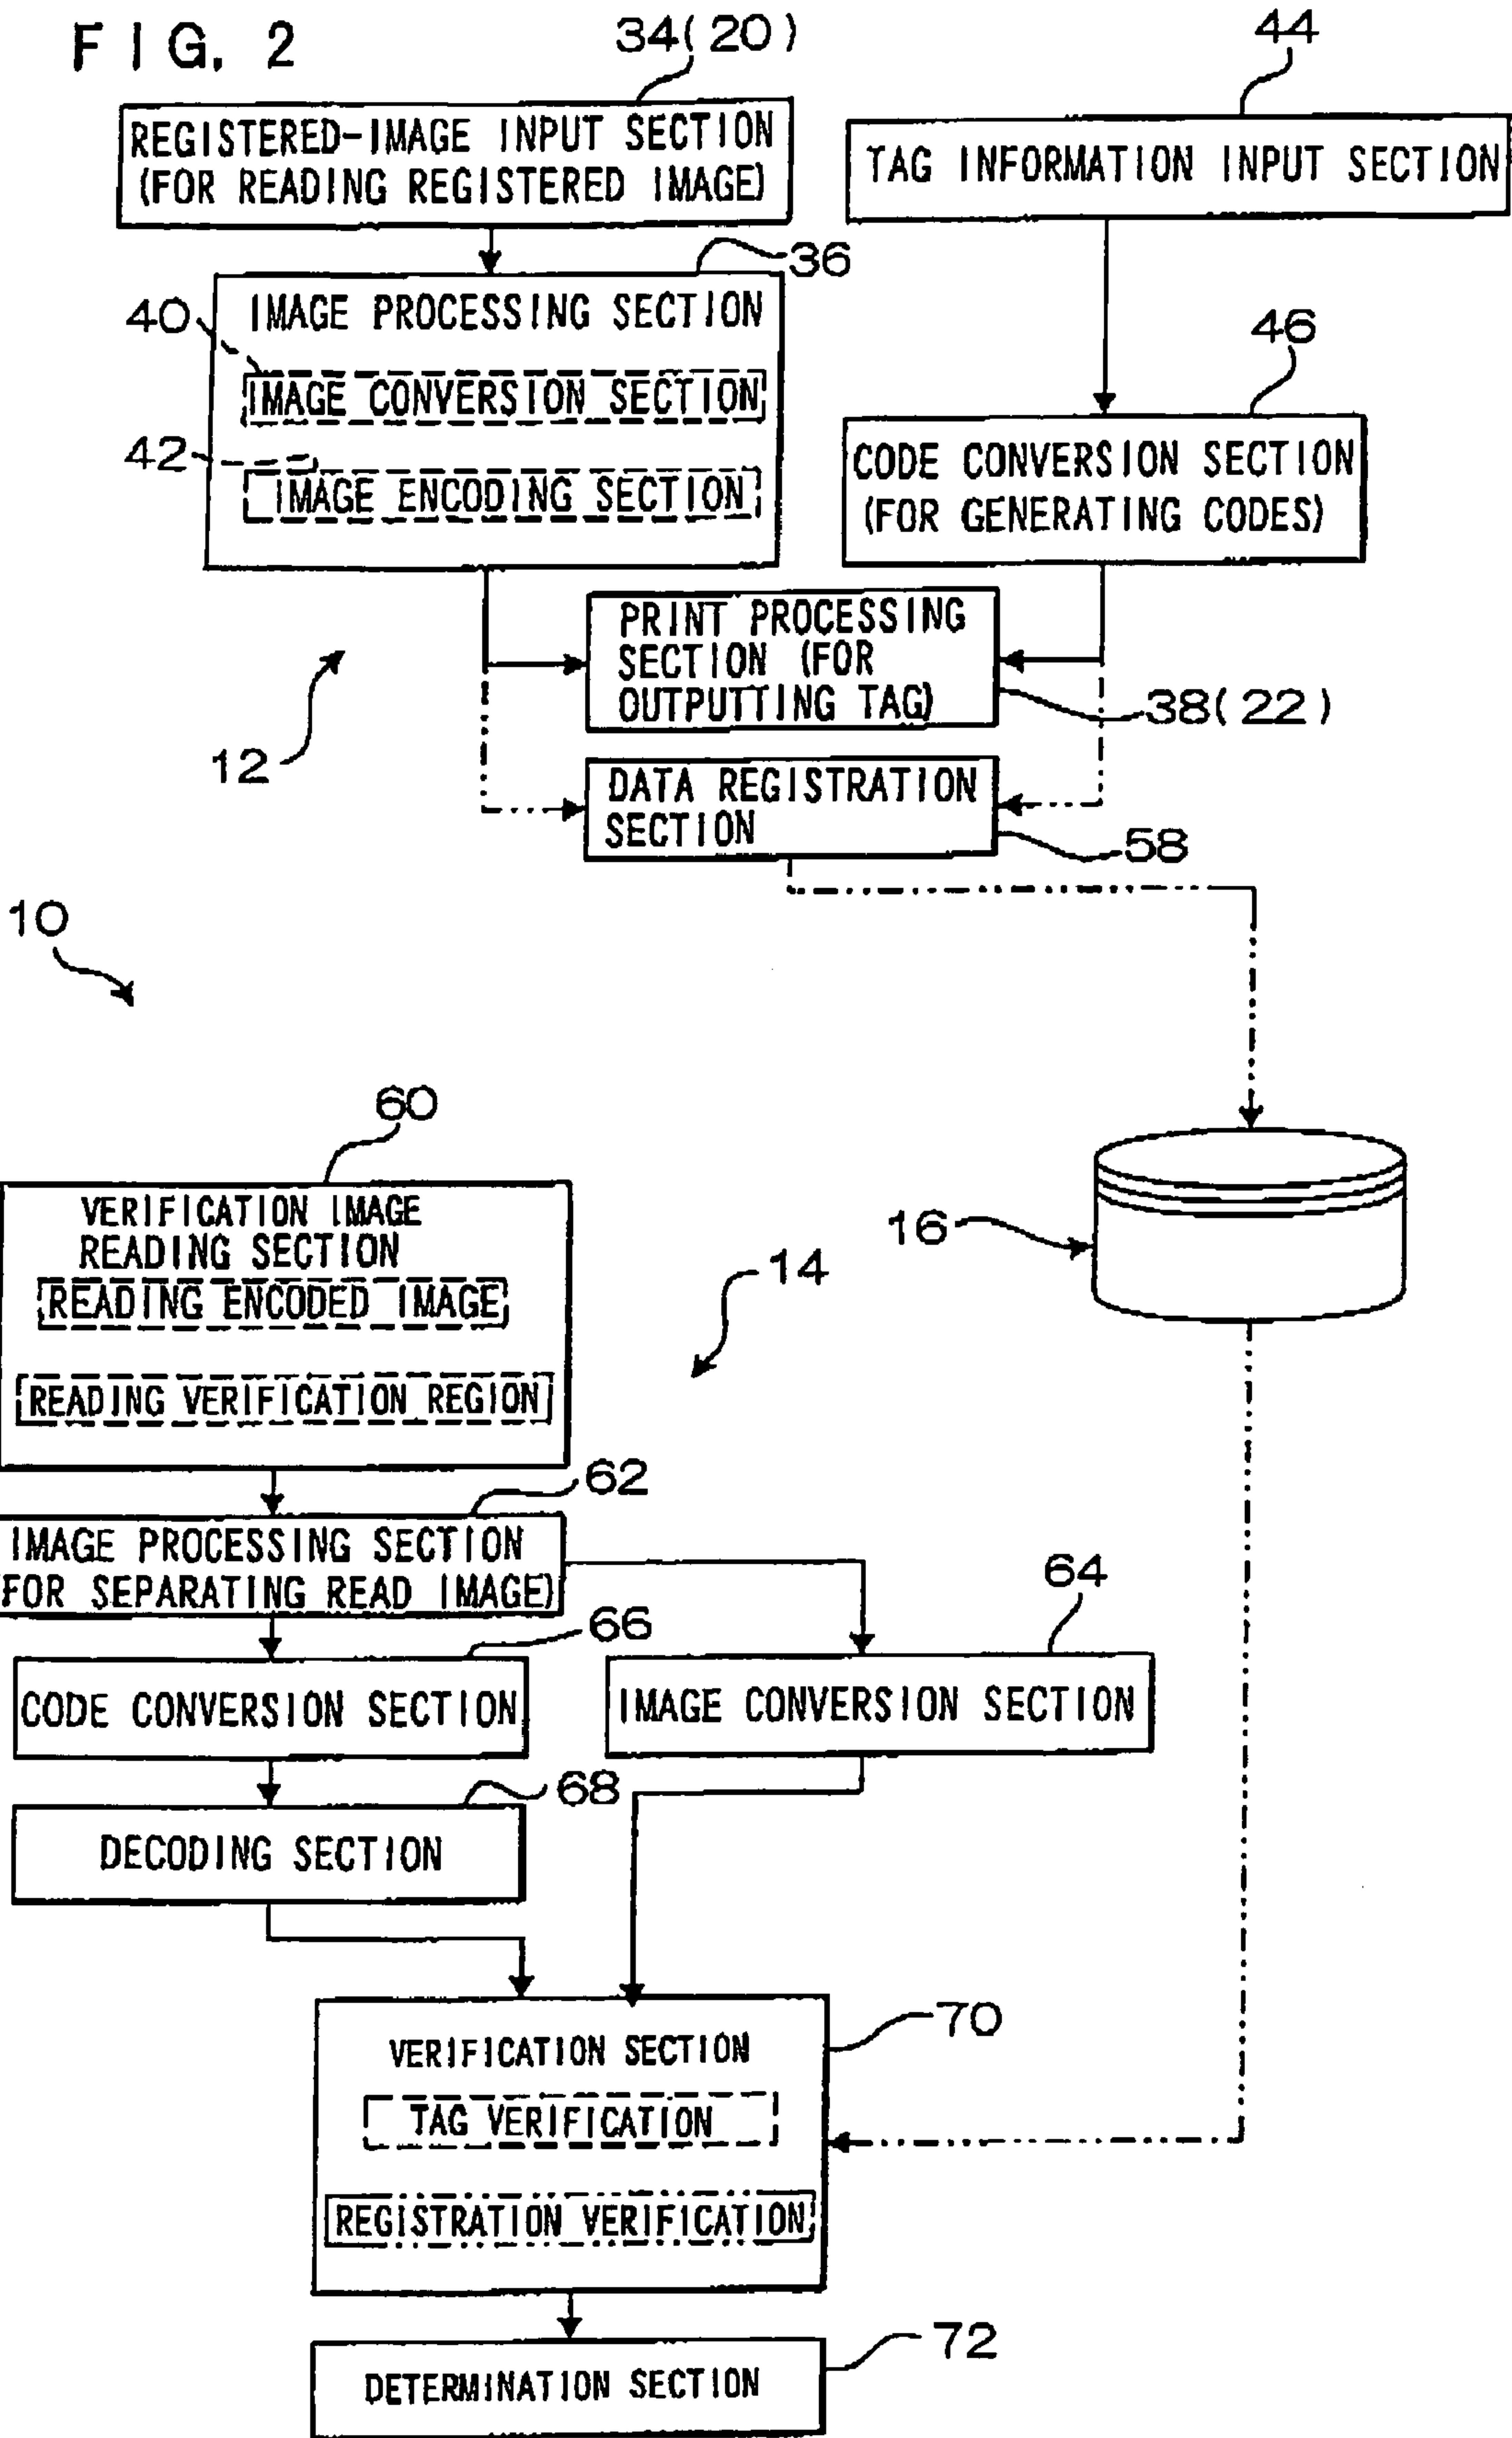 FIG. 2
34(20)
44
REGISTERED-IMAGE INPUT SECTION
(FOR READING REGISTERED IMAGE)
TAG INFORMATION INPUT SECTION
36
IMAGE PROCESSING SECTION
40
IMAGE CONVERSION SECTION
42
IMAGE ENCODING SECTION
46
CODE CONVERSION SECTION
(FOR GENERATING CODES)
PRINT PROCESSING
SECTION (FOR
OUTPUTTING TAG)
38(22)
12
DATA REGISTRATION
SECTION
58
10
60
VERIFICATION IMAGE
READING SECTION
READING ENCODED IMAGE
READING VERIFICATION REGION
14
16
62
IMAGE PROCESSING SECTION
(FOR SEPARATING READ IMAGE)
64
66
CODE CONVERSION SECTION
IMAGE CONVERSION SECTION
68
DECODING SECTION
70
VERIFICATION SECTION
TAG VERIFICATION
REGISTRATION VERIFICATION
72
DETERMINATION SECTION